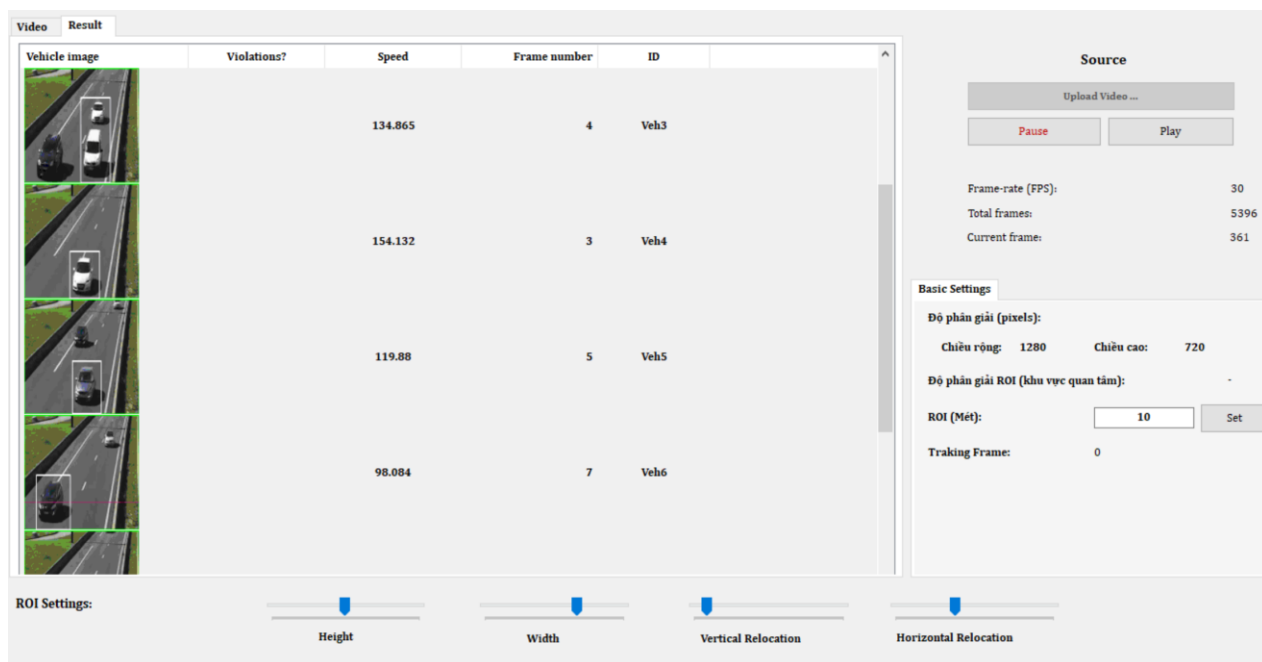 Video Result
Vehicle image Violations? Speed Frame number ID
134.865 4 Veh3
154.132 3 Veh4
119.88 5 Veh5
98.084 7 Veh6
Source
Upload Video ...
Pause Play
Frame-rate (FPS): 30
Total frames: 5396
Current frame: 361
Basic Settings
Độ phân giải (pixels):
Chiều rộng: 1280 Chiều cao: 720
Độ phân giải ROI (khu vực quan tâm): -
ROI (Mét): 10 Set
Traking Frame: 0
ROI Settings:
Height Width Vertical Relocation Horizontal Relocation